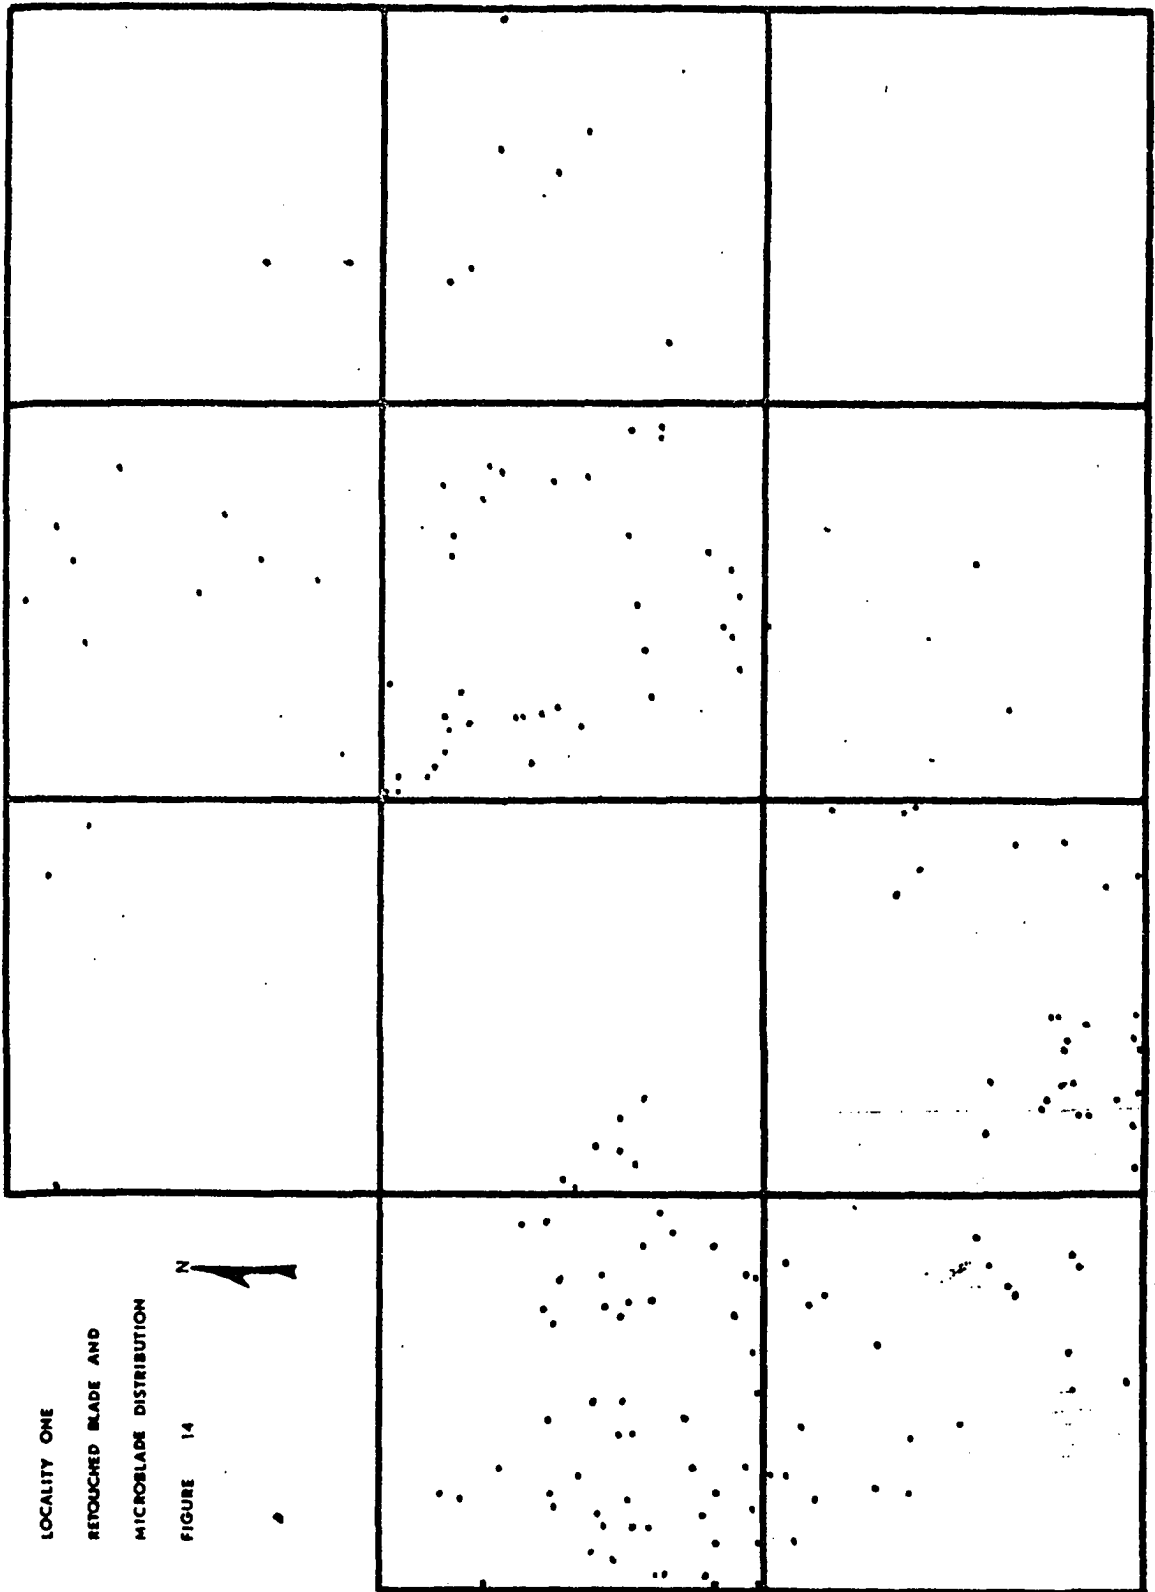 LOCALITY ONE
RETOUCHED BLADE AND
MICROBLADE DISTRIBUTION
FIGURE 14
N